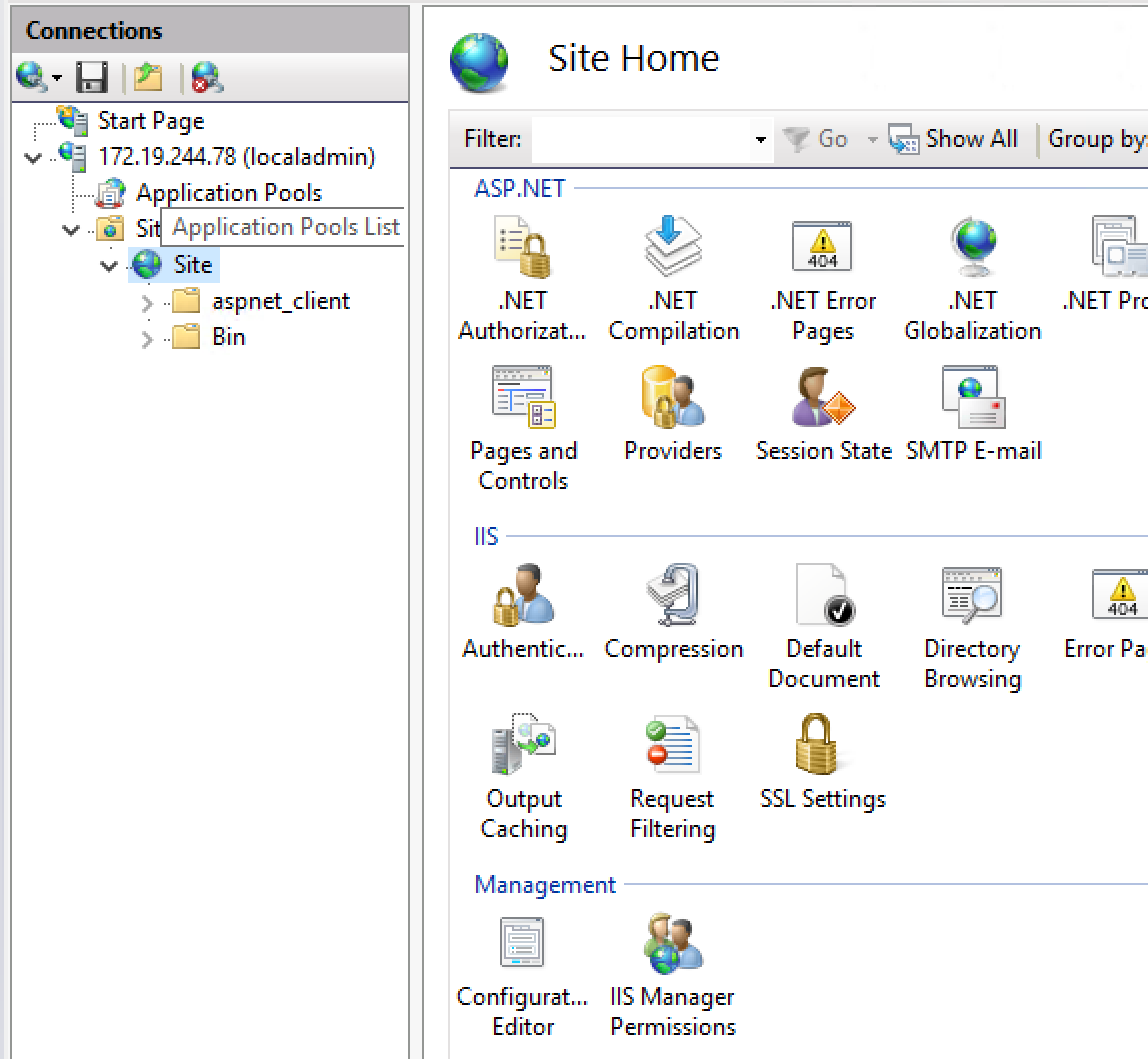 Connections
Start Page
172.19.244.78 (localadmin)
Application Pools
Sit
Application Pools List
Site
aspnet_client
Bin
Site Home
Filter:
Go
Show All
Group by:
ASP.NET
.NET
Authorizat...
.NET
Compilation
.NET Error
Pages
404
.NET
Globalization
.NET Pro
Pages and
Controls
Providers
Session State
SMTP E-mail
IIS
Authentic...
Compression
Default
Document
Directory
Browsing
404
Error Pa
Output
Caching
Request
Filtering
SSL Settings
Management
Configurat...
Editor
IIS Manager
Permissions